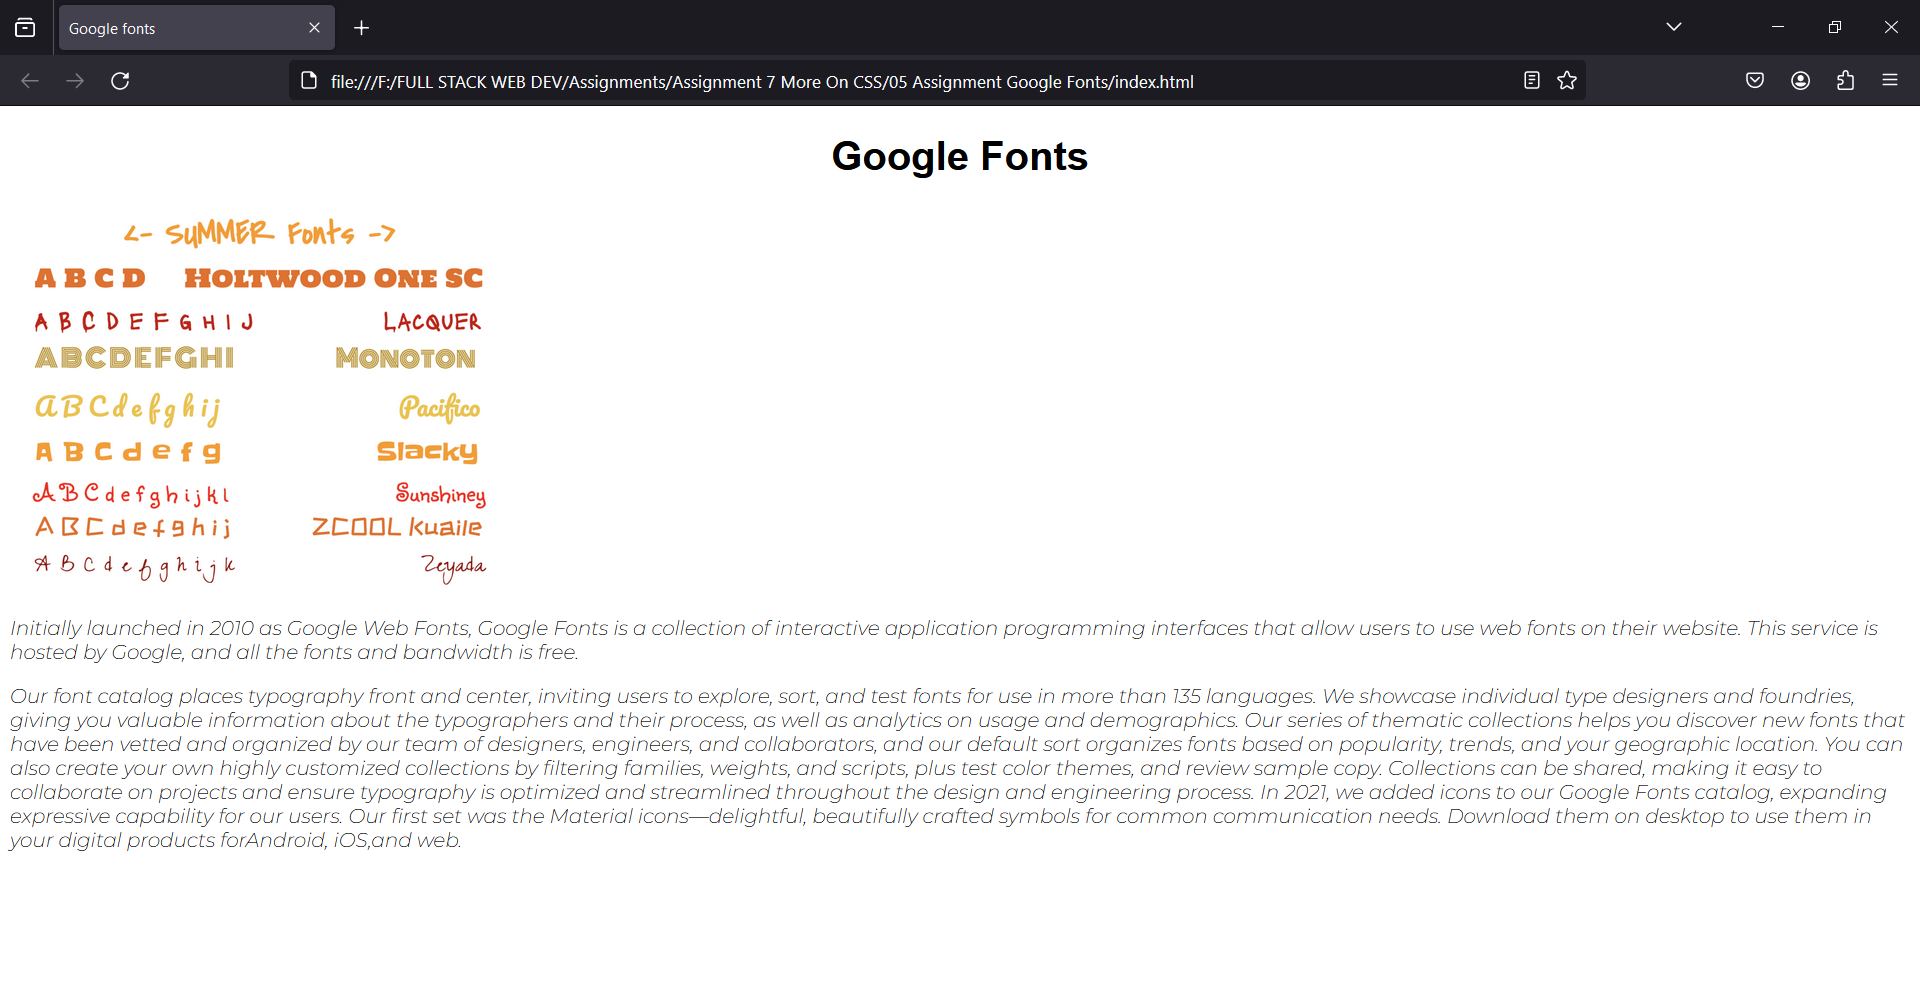 Google fonts
file:///F:/FULL STACK WEB DEV/Assignments/Assignment 7 More On CSS/05 Assignment Google Fonts/index.html
Google Fonts
<- SUMMER Fonts ->
A B C D HOLTWOOD ONE SC
A B C D E F G H I J LACQUER
ABCDEFGHI MONOTON
A B C d e f g h i j Pacifico
A B C d e f g Slacky
A B C d e f g h i j k l Sunshiney
A B C d e f g h i j ZCOOL Kuaile
A B C d e f g h i j k Zeyada
Initially launched in 2010 as Google Web Fonts, Google Fonts is a collection of interactive application programming interfaces that allow users to use web fonts on their website. This service is
hosted by Google, and all the fonts and bandwidth is free.
Our font catalog places typography front and center, inviting users to explore, sort, and test fonts for use in more than 135 languages. We showcase individual type designers and foundries,
giving you valuable information about the typographers and their process, as well as analytics on usage and demographics. Our series of thematic collections helps you discover new fonts that
have been vetted and organized by our team of designers, engineers, and collaborators, and our default sort organizes fonts based on popularity, trends, and your geographic location. You can
also create your own highly customized collections by filtering families, weights, and scripts, plus test color themes, and review sample copy. Collections can be shared, making it easy to
collaborate on projects and ensure typography is optimized and streamlined throughout the design and engineering process. In 2021, we added icons to our Google Fonts catalog, expanding
expressive capability for our users. Our first set was the Material icons—delightful, beautifully crafted symbols for common communication needs. Download them on desktop to use them in
your digital products forAndroid, iOS,and web.